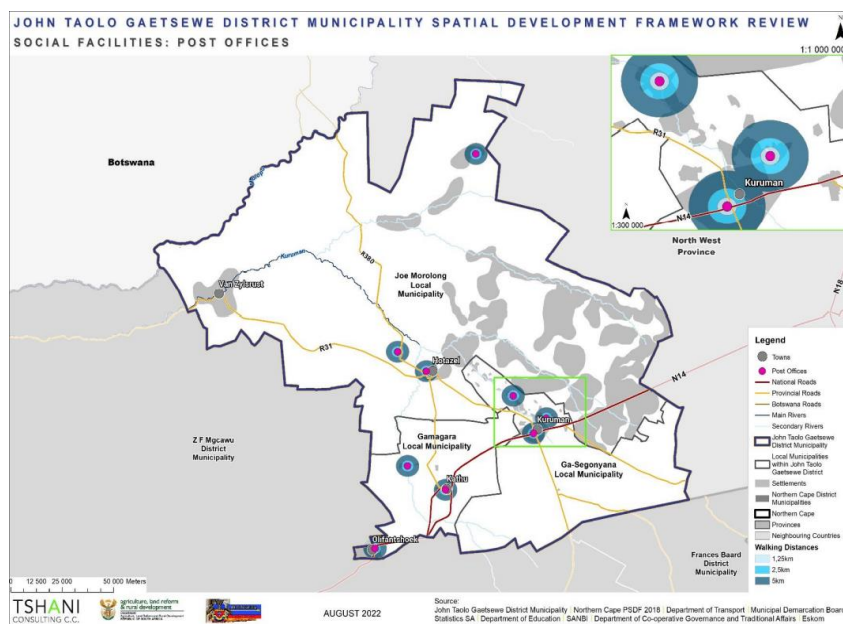 JOHN TAOLO GAETSEWE DISTRICT MUNICIPALITY SPATIAL DEVELOPMENT FRAMEWORK REVIEW
SOCIAL FACILITIES: POST OFFICES
N
1:1 000 000
Botswana
R31
Kuruman
N14
N
1:300 000
North West
Province
N18
Kuruman
R380
Joe Morolong
Local
Municipality
Van Zylsrust
R31
Hotazel
N14
Kuruman
Z F Mgcawu
District
Municipality
Gamagara
Local Municipality
Ga-Segonyana
Local Municipality
Kathu
Olifantshoek
Frances Baard
District
Municipality
Legend
Towns
Post Offices
National Roads
Provincial Roads
Botswana Roads
Main Rivers
Secondary Rivers
John Taolo Gaetsewe
District Municipality
Local Municipalities
within John Taolo
Gaetsewe District
Settlements
Northern Cape District
Municipalities
Northern Cape
Provinces
Neighbouring Countries
Walking Distances
1,25km
2,5km
5km
0 12 500 25 000 50 000 Meters
TSHANI
CONSULTING C.C.
agriculture, land reform
& rural development
AUGUST 2022
Source:
John Taolo Gaetsewe District Municipality | Northern Cape PSDF 2018 | Department of Transport | Municipal Demarcation Board
Statistics SA | Department of Education | SANBI | Department of Co-operative Governance and Traditional Affairs | Eskom